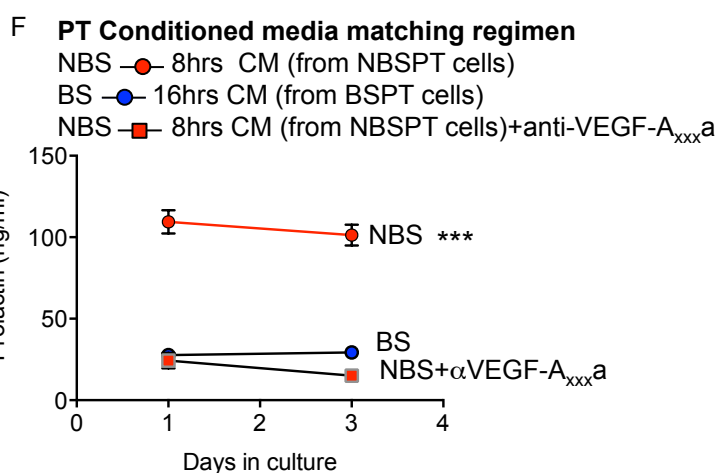 F PT Conditioned media matching regimen
NBS 8hrs CM (from NBSPT cells)
BS 16hrs CM (from BSPT cells)
NBS 8hrs CM (from NBSPT cells)+anti-VEGF-Axxxa
150
100
50
0
NBS ***
BS
NBS+αVEGF-Axxxa
0 1 2 3 4
Days in culture